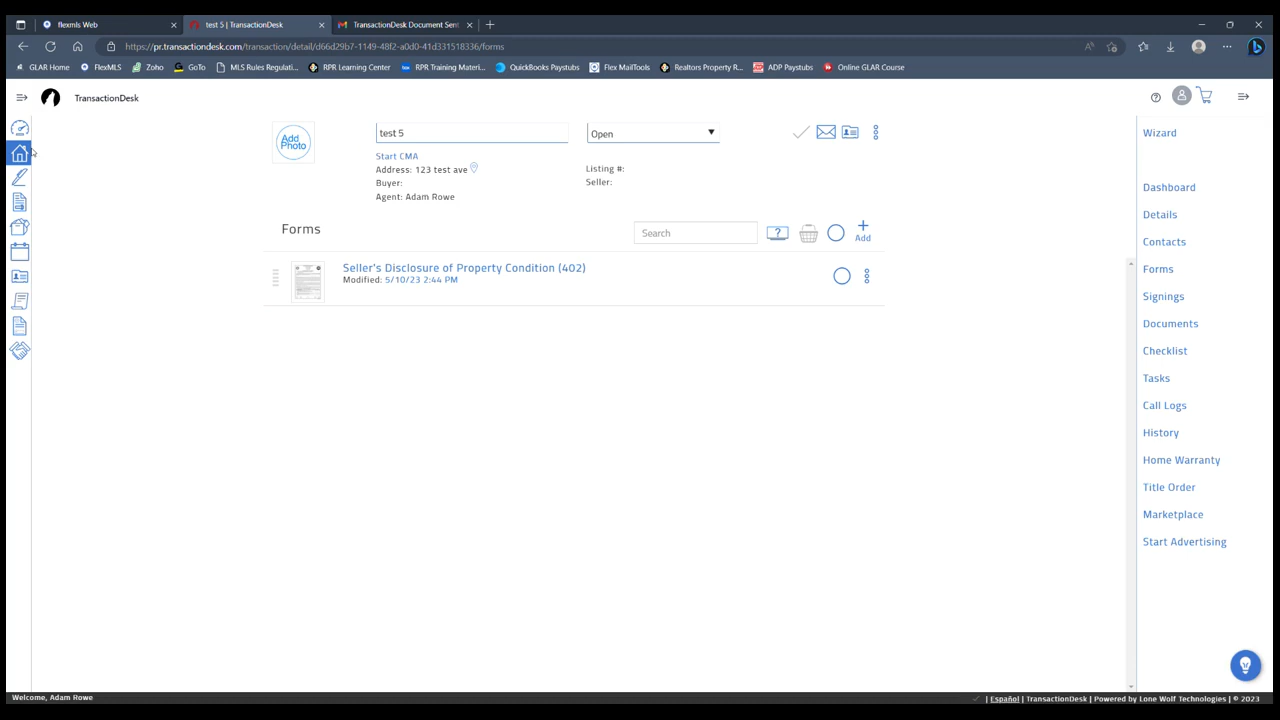 flexmls Web
test 5 | TransactionDesk
TransactionDesk Document Sent
https://pr.transactiondesk.com/transaction/detail/d66d29b7-1149-48f2-a0d0-41d331518336/forms
GLAR Home
FlexMLS
Zoho
GoTo
MLS Rules Regulati...
RPR Learning Center
RPR Training Materi...
QuickBooks Paystubs
Flex MailTools
Realtors Property R...
ADP Paystubs
Online GLAR Course
TransactionDesk
Add
Photo
test 5
Open
Start CMA
Address: 123 test ave
Buyer:
Agent: Adam Rowe
Listing #:
Seller:
Forms
Search
Add
Seller's Disclosure of Property Condition (402)
Modified: 5/10/23 2:44 PM
Wizard
Dashboard
Details
Contacts
Forms
Signings
Documents
Checklist
Tasks
Call Logs
History
Home Warranty
Title Order
Marketplace
Start Advertising
Welcome, Adam Rowe
| Español | TransactionDesk | Powered by Lone Wolf Technologies | © 2023